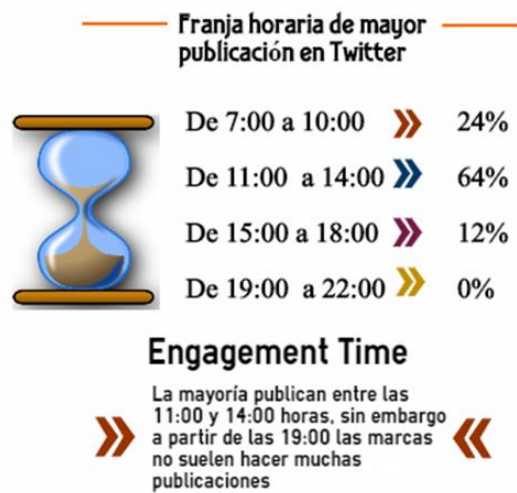 Franja horaria de mayor
publicación en Twitter
De 7:00 a 10:00 24%
De 11:00 a 14:00 64%
De 15:00 a 18:00 12%
De 19:00 a 22:00 0%
Engagement Time
La mayoría publican entre las
11:00 y 14:00 horas, sin embargo
a partir de las 19:00 las marcas
no suelen hacer muchas
publicaciones